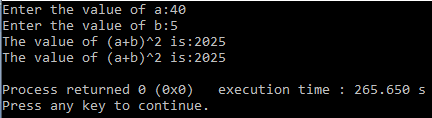 Enter the value of a:40
Enter the value of b:5
The value of (a+b)^2 is:2025
The value of (a+b)^2 is:2025
Process returned 0 (0x0)   execution time : 265.650 s
Press any key to continue.